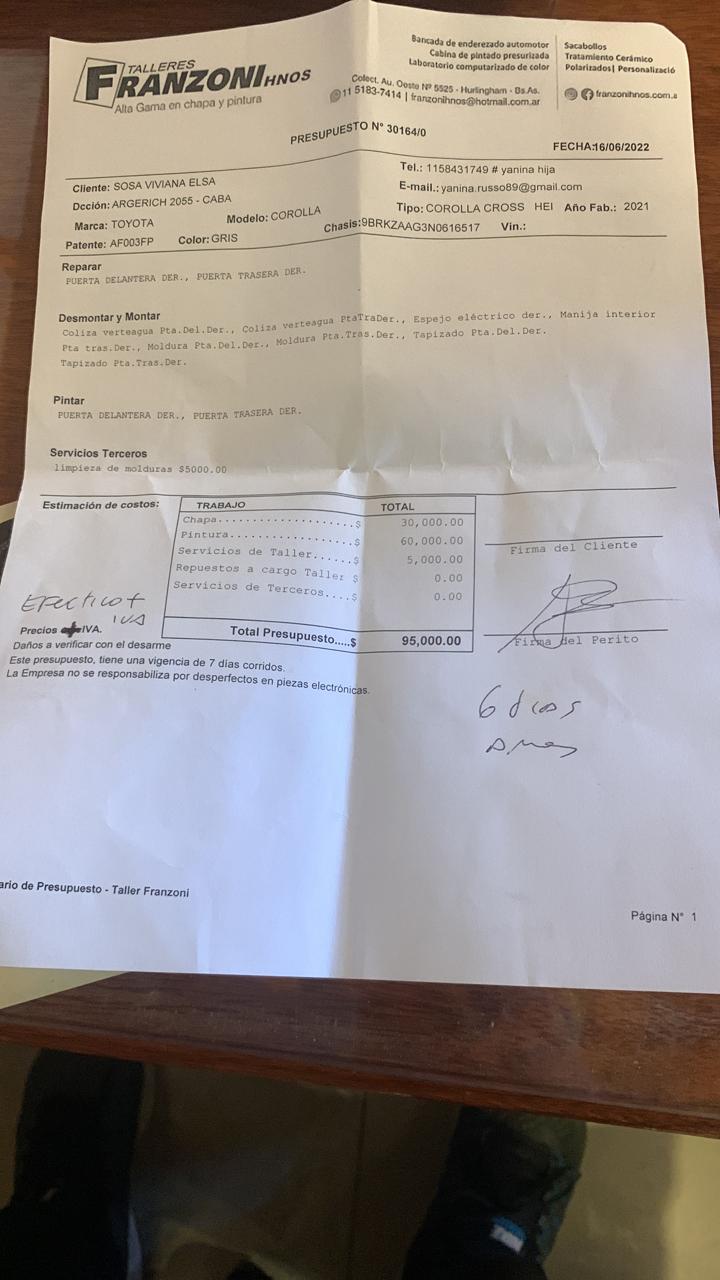 TALLERES
FRANZONI HNOS
Alta Gama en chapa y pintura
Bancada de enderezado automotor
Cabina de pintado presurizada
Laboratorio computarizado de color
Colect. Au. Oeste Nº 5525 - Hurlingham - Bs.As.
11 5183-7414 | franzonihnos@hotmail.com.ar
Sacabollos
Tratamiento Cerámico
Polarizados| Personalizació
franzonihnos.com.a
PRESUPUESTO N° 30164/0
FECHA:16/06/2022
Cliente: SOSA VIVIANA ELSA
Tel.: 1158431749 # yanina hija
Dcción: ARGERICH 2055 - CABA
E-mail.: yanina.russo89@gmail.com
Marca: TOYOTA Modelo: COROLLA Tipo: COROLLA CROSS HEI Año Fab.: 2021
Patente: AF003FP Color: GRIS Chasis:9BRKZAAG3N0616517 Vin.:
Reparar
PUERTA DELANTERA DER., PUERTA TRASERA DER.
Desmontar y Montar
Coliza verteagua Pta.Del.Der., Coliza verteagua PtaTraDer., Espejo eléctrico der., Manija interior
Pta tras.Der., Moldura Pta.Del.Der., Moldura Pta.Tras.Der., Tapizado Pta.Del.Der.
Tapizado Pta.Tras.Der.
Pintar
PUERTA DELANTERA DER., PUERTA TRASERA DER.
Servicios Terceros
limpieza de molduras $5000.00
Estimación de costos:
TRABAJO TOTAL
Chapa....................$ 30,000.00
Pintura..................$ 60,000.00
Servicios de Taller......$ 5,000.00
Repuestos a cargo Taller $ 0.00
Servicios de Terceros....$ 0.00
Total Presupuesto.....$ 95,000.00
Firma del Cliente
Firma del Perito
EFECTIVO +
IVA
Precios + IVA.
Daños a verificar con el desarme
Este presupuesto, tiene una vigencia de 7 días corridos.
La Empresa no se responsabiliza por desperfectos en piezas electrónicas.
6 dias
ario de Presupuesto - Taller Franzoni
Página N° 1